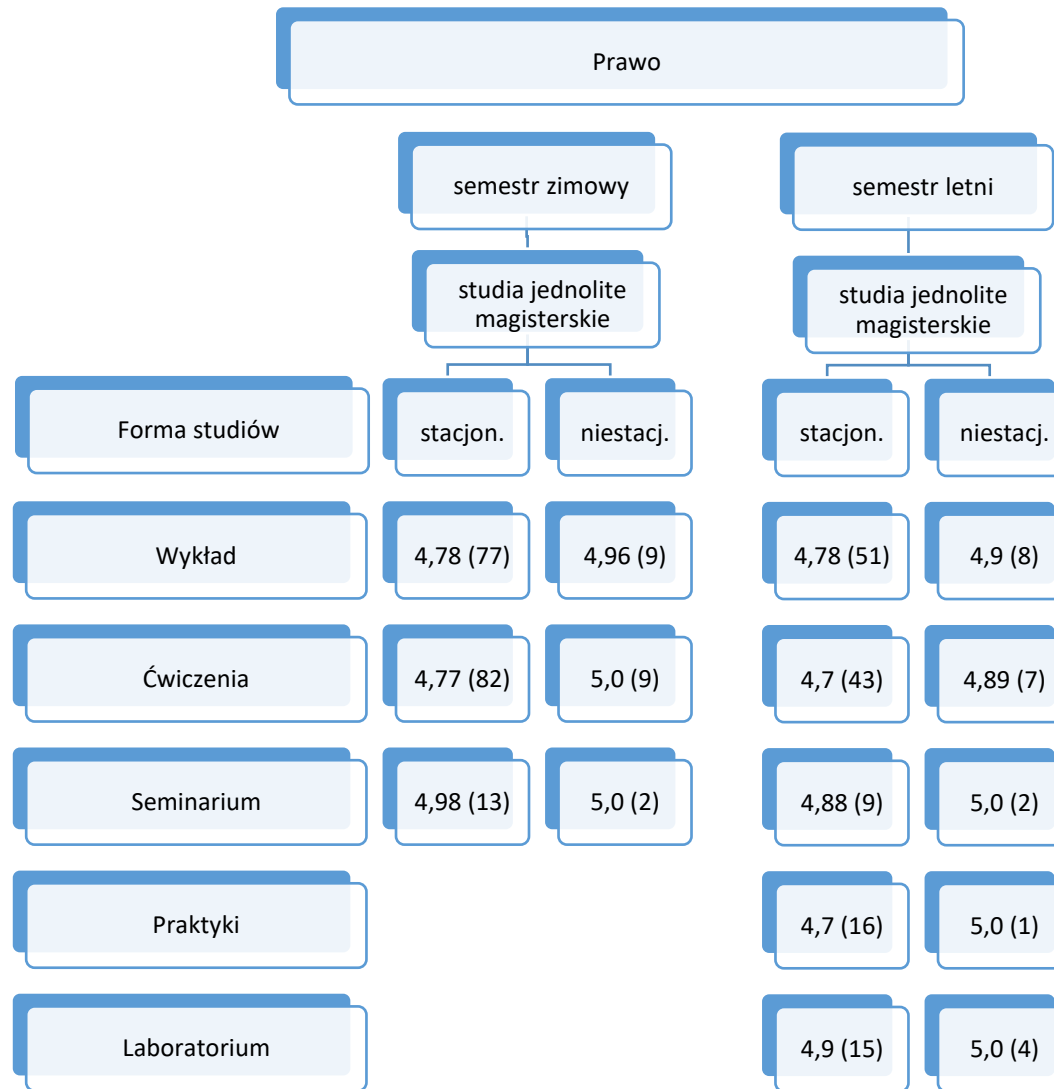 Prawo
semestr zimowy
semestr letni
studia jednolite
magisterskie
studia jednolite
magisterskie
Forma studiów
stacjon.
niestacj.
stacjon.
niestacj.
Wykład
4,78 (77)
4,96 (9)
4,78 (51)
4,9 (8)
Ćwiczenia
4,77 (82)
5,0 (9)
4,7 (43)
4,89 (7)
Seminarium
4,98 (13)
5,0 (2)
4,88 (9)
5,0 (2)
Praktyki
4,7 (16)
5,0 (1)
Laboratorium
4,9 (15)
5,0 (4)